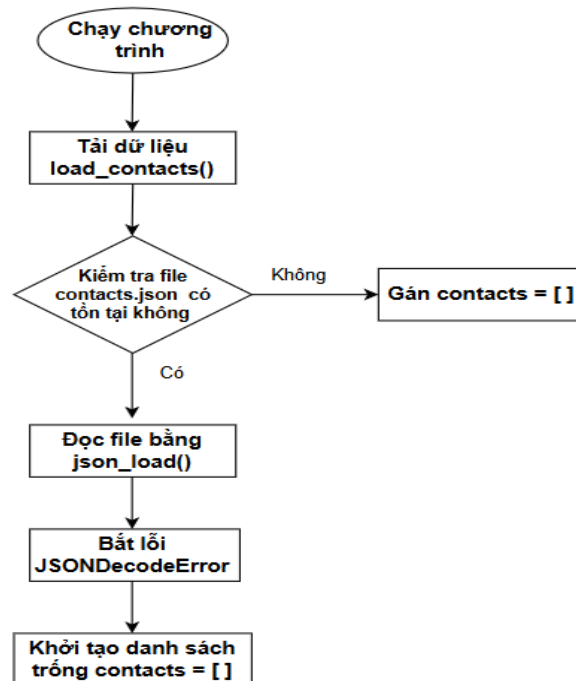 Chạy chương
trình
Tải dữ liệu
load_contacts()
Kiểm tra file
contacts.json có
tồn tại không
Không
Gán contacts = [ ]
Có
Đọc file bằng
json_load()
Bắt lỗi
JSONDecodeError
Khởi tạo danh sách
trống contacts = [ ]